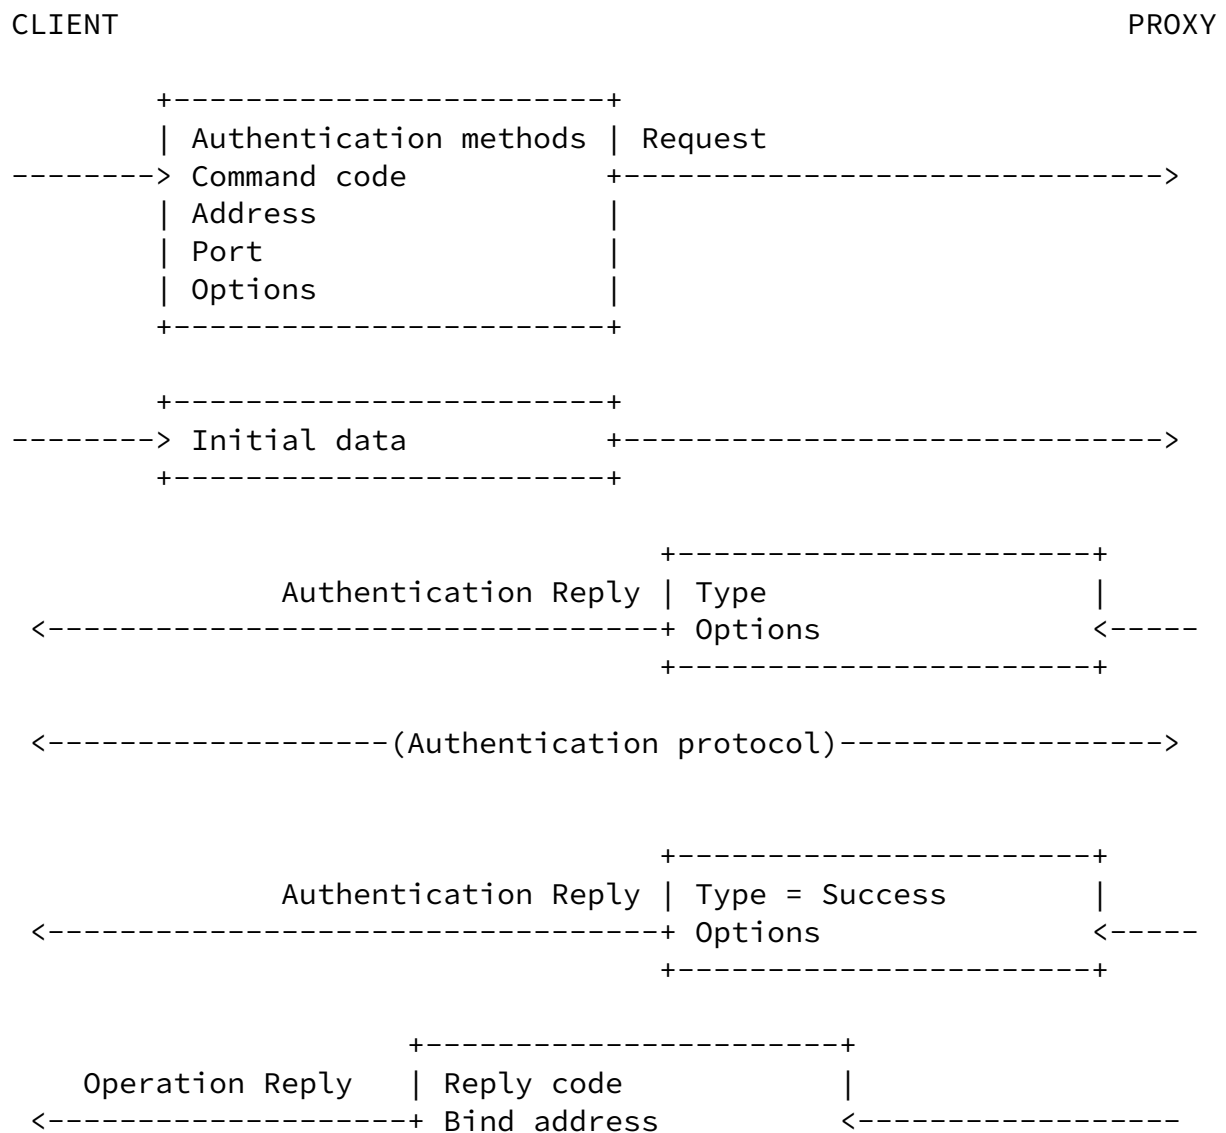 CLIENT                                                        PROXY
        +------------------------+
        | Authentication methods | Request
--------> Command code           +------------------------------>
        | Address                |
        | Port                   |
        | Options                |
        +------------------------+
        +------------------------+
--------> Initial data           +------------------------------>
        +------------------------+
                                    +-----------------------+
               Authentication Reply | Type                  |
 <----------------------------------+ Options               <-----
                                    +-----------------------+
 <-------------------(Authentication protocol)------------------>
                                    +-----------------------+
               Authentication Reply | Type = Success        |
 <----------------------------------+ Options               <-----
                                    +-----------------------+
                      +-----------------------+
    Operation Reply   | Reply code            |
 <--------------------+ Bind address          <------------------